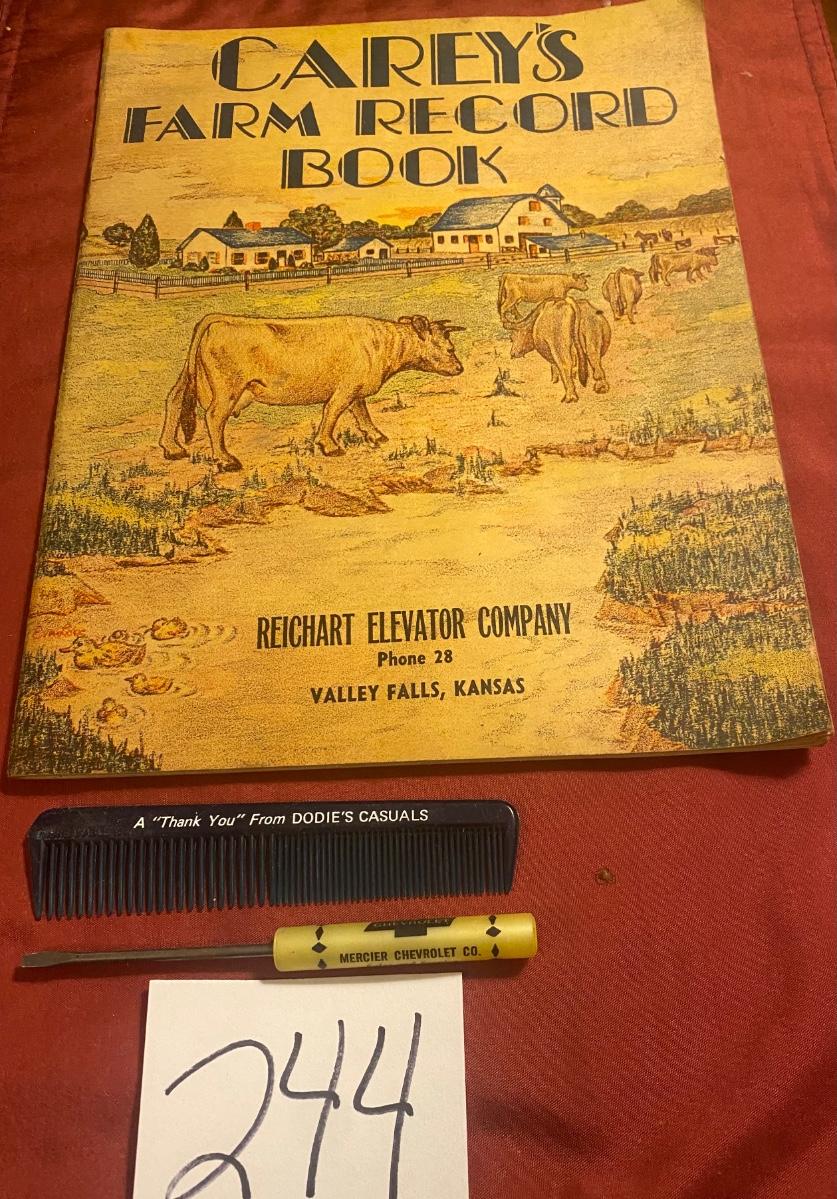 CAREY'S
FARM RECORD
BOOK
REICHART ELEVATOR COMPANY
Phone 28
VALLEY FALLS, KANSAS
A "Thank You" From DODIE'S CASUALS
CHEVROLET
MERCIER CHEVROLET CO.
244